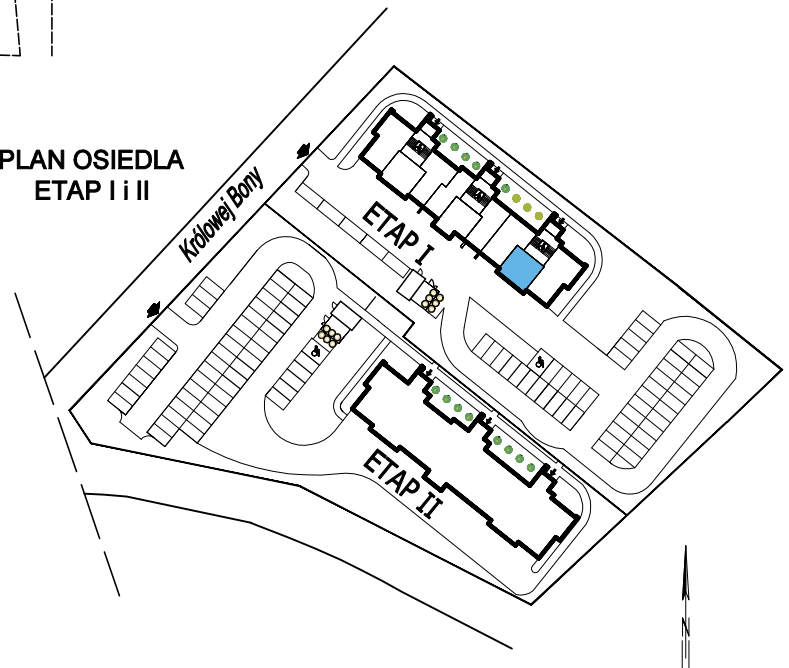 PLAN OSIEDLA
ETAP I i II
Królowej Bony
ETAP I
ETAP II
N